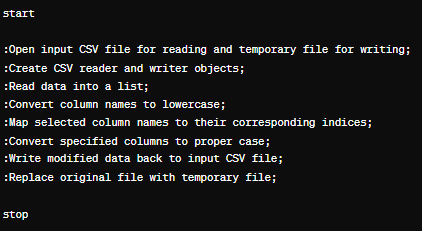 start
:Open input CSV file for reading and temporary file for writing;
:Create CSV reader and writer objects;
:Read data into a list;
:Convert column names to lowercase;
:Map selected column names to their corresponding indices;
:Convert specified columns to proper case;
:Write modified data back to input CSV file;
:Replace original file with temporary file;
stop